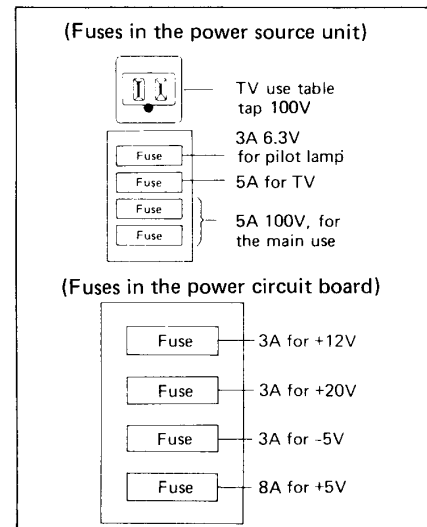 (Fuses in the power source unit)
TV use table
tap 100V
3A 6.3V
for pilot lamp
Fuse
Fuse
5A for TV
Fuse
5A 100V, for
the main use
Fuse
(Fuses in the power circuit board)
Fuse
3A for +12V
Fuse
3A for +20V
Fuse
3A for -5V
Fuse
8A for +5V